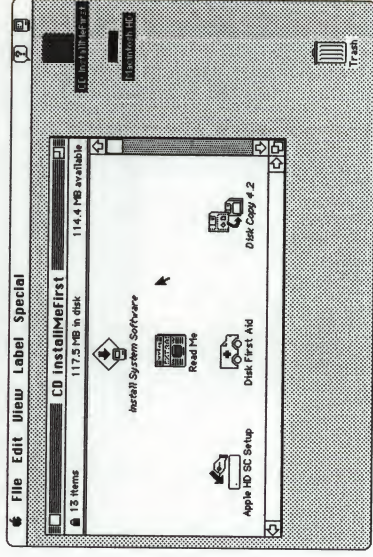 File Edit View Label Special
CD InstallMeFirst
13 items 117.5 MB in disk 114.4 MB available
Install System Software
Read Me
Apple HD SC Setup
Disk First Aid
Disk Copy 4.2
CD InstallMeFirst
Macintosh HD
Trash